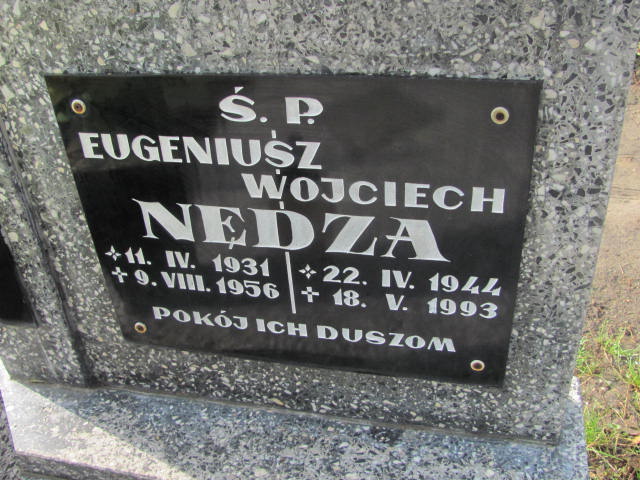 Ś. P.
EUGENIUSZ
WOJCIECH
NĘDZA
✢ 11. IV. 1931 ✢ 22. IV. 1944
✝ 9. VIII. 1956 ✝ 18. V. 1993
POKÓJ ICH DUSZOM